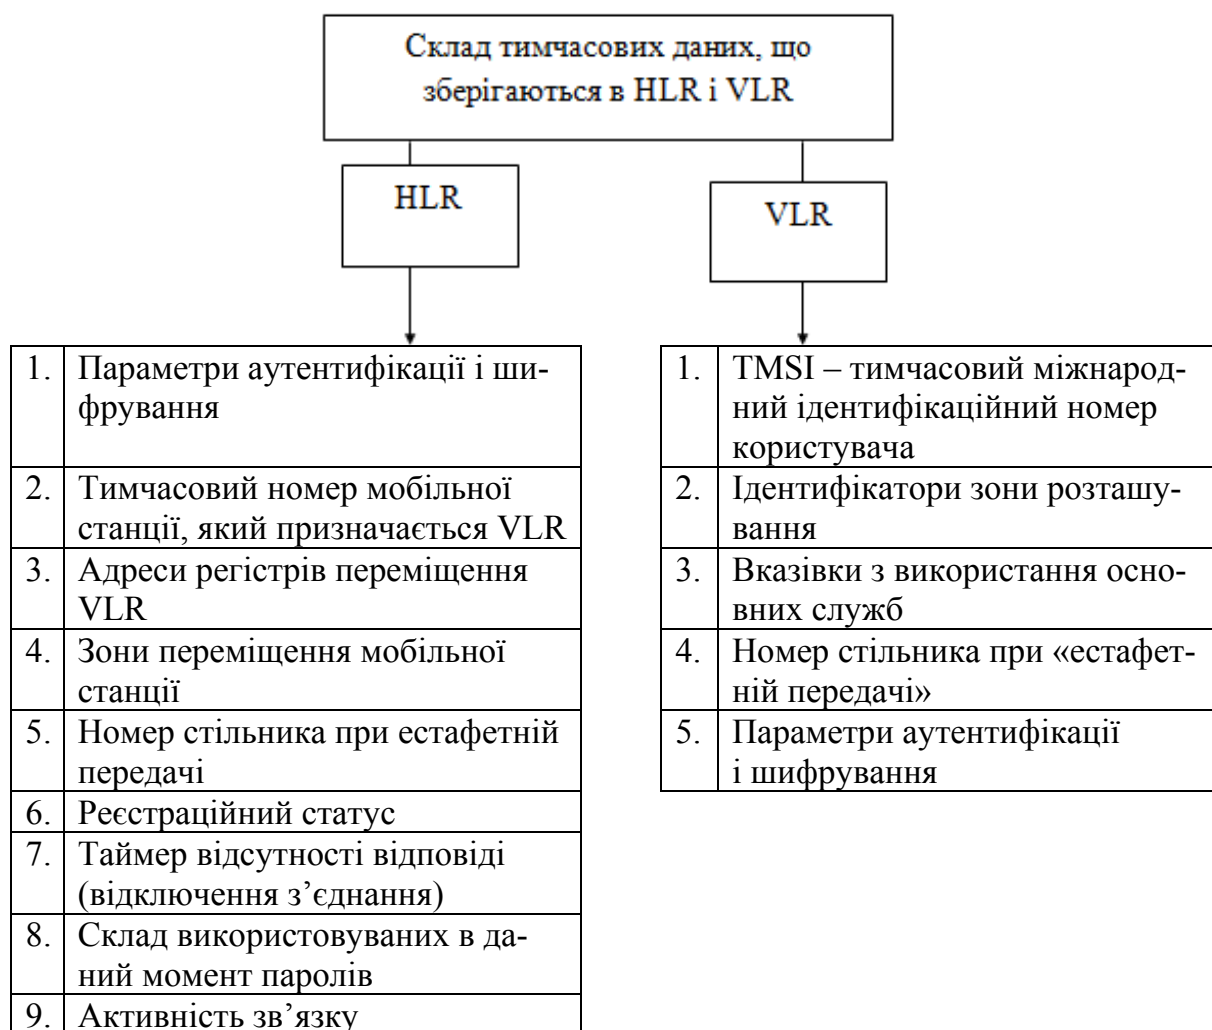 Склад тимчасових даних, що
зберігаються в HLR і VLR
HLR
VLR
1. Параметри аутентифікації і ши-
фрування
2. Тимчасовий номер мобільної
станції, який призначається VLR
3. Адреси регістрів переміщення
VLR
4. Зони переміщення мобільної
станції
5. Номер стільника при естафетній
передачі
6. Реєстраційний статус
7. Таймер відсутності відповіді
(відключення з’єднання)
8. Склад використовуваних в да-
ний момент паролів
9. Активність зв’язку
1. TMSI – тимчасовий міжнарод-
ний ідентифікаційний номер
користувача
2. Ідентифікатори зони розташу-
вання
3. Вказівки з використання осно-
вних служб
4. Номер стільника при «естафет-
ній передачі»
5. Параметри аутентифікації
і шифрування